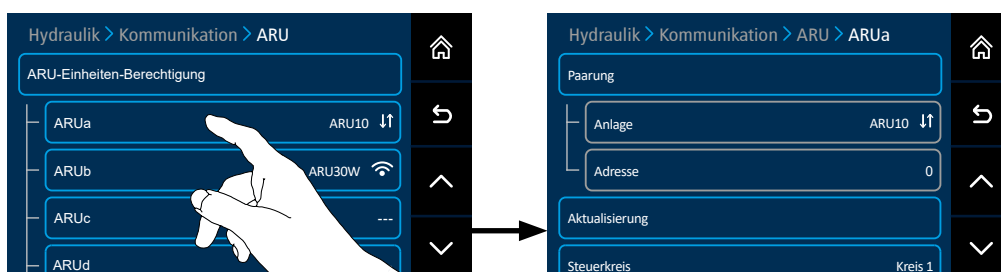 Hydraulik > Kommunikation > ARU
ARU-Einheiten-Berechtigung
ARUa ARU10
ARUb ARU30W
ARUc ---
ARUd
Hydraulik > Kommunikation > ARU > ARUa
Paarung
Anlage ARU10
Adresse 0
Aktualisierung
Steuerkreis Kreis 1